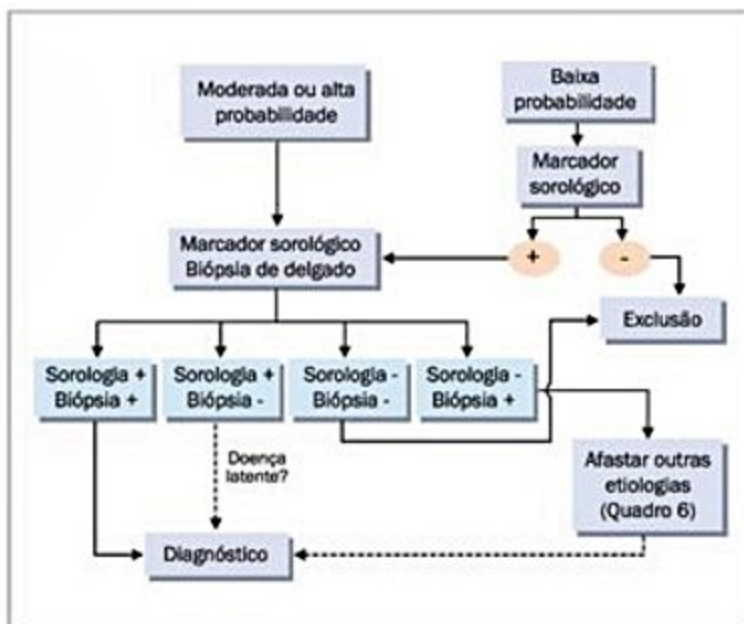 Moderada ou alta
probabilidade
Baixa
probabilidade
Marcador
sorológico
+
-
Marcador sorológico
Biópsia de delgado
Exclusão
Sorologia +
Biópsia +
Sorologia +
Biópsia -
Sorologia -
Biópsia -
Sorologia -
Biópsia +
Doença
latente?
Afastar outras
etiologias
(Quadro 6)
Diagnóstico